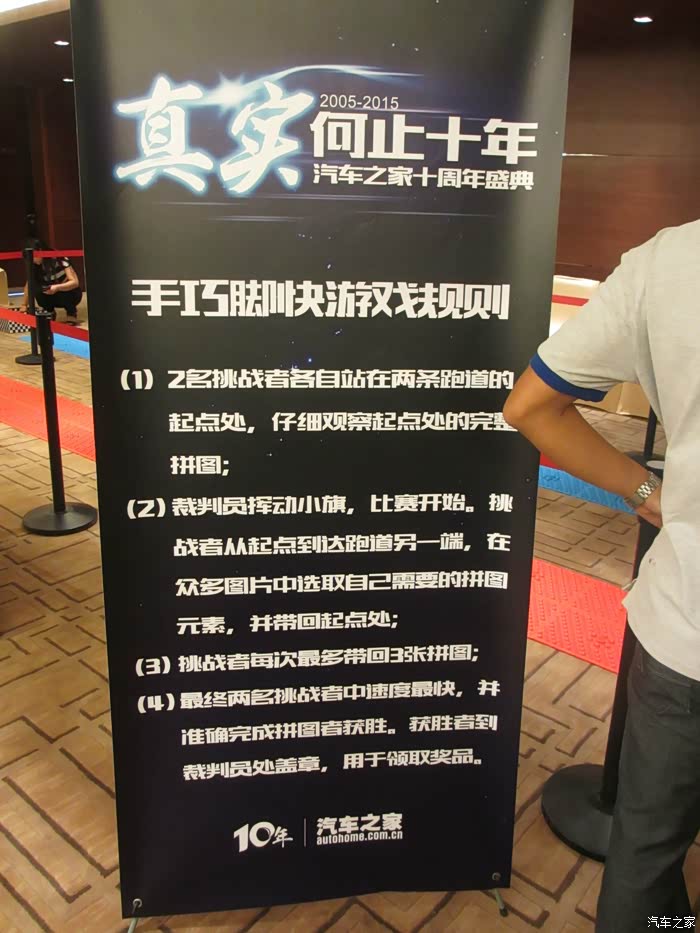 真实
2005-2015
何止十年
汽车之家十周年盛典
手巧脚快游戏规则
(1) 2名挑战者各自站在两条跑道的
起点处，仔细观察起点处的完整
拼图；
(2) 裁判员挥动小旗，比赛开始。挑
战者从起点到达跑道另一端，在
众多图片中选取自己需要的拼图
元素，并带回起点处；
(3) 挑战者每次最多带回3张拼图；
(4) 最终两名挑战者中速度最快，并
准确完成拼图者获胜。获胜者到
裁判员处盖章，用于领取奖品。
10年
汽车之家
autohome.com.cn
汽车之家